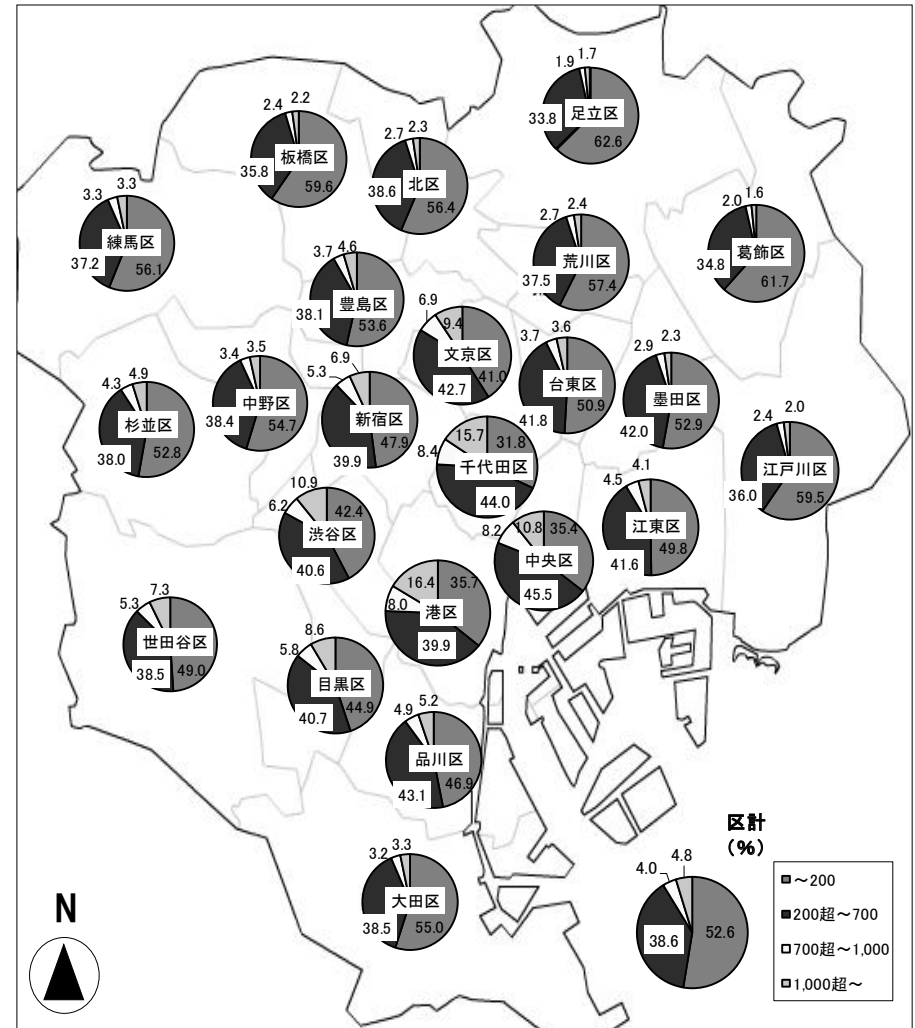 1.9 1.7
足立区
33.8
62.6
2.4 2.2
板橋区
35.8
59.6
2.7 2.3
北区
38.6
56.4
3.3 3.3
練馬区
37.2
56.1
2.7 2.4
荒川区
37.5
57.4
2.0 1.6
葛飾区
34.8
61.7
3.7 4.6
豊島区
38.1
53.6
6.9
9.4
文京区
41.0
42.7
3.7 3.6
台東区
50.9
41.8
2.9 2.3
墨田区
52.9
42.0
4.3 4.9
杉並区
38.0
52.8
3.4 3.5
中野区
38.4
54.7
5.3 6.9
新宿区
47.9
39.9
15.7 31.8
8.4 千代田区
44.0
2.4 2.0
江戸川区
36.0
59.5
6.2 10.9
42.4
渋谷区
40.6
8.2 10.8 35.4
中央区
45.5
4.5 4.1
江東区
49.8
41.6
16.4 35.7
8.0 港区
39.9
5.3 7.3
世田谷区
38.5 49.0
5.8 8.6
目黒区
40.7 44.9
4.9 5.2
品川区
46.9
43.1
3.2 3.3
大田区
38.5 55.0
区計
(%)
4.0 4.8
38.6 52.6
～200
200超～700
700超～1,000
1,000超～
N